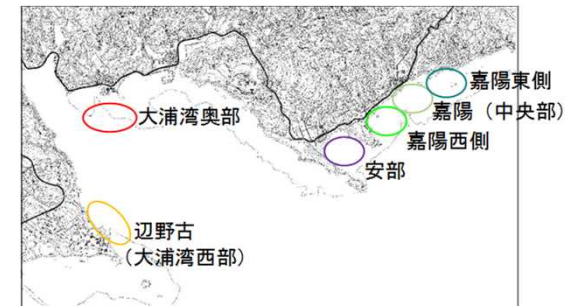 嘉陽東側
嘉陽（中央部）
大浦湾奥部
嘉陽西側
安部
辺野古
（大浦湾西部）